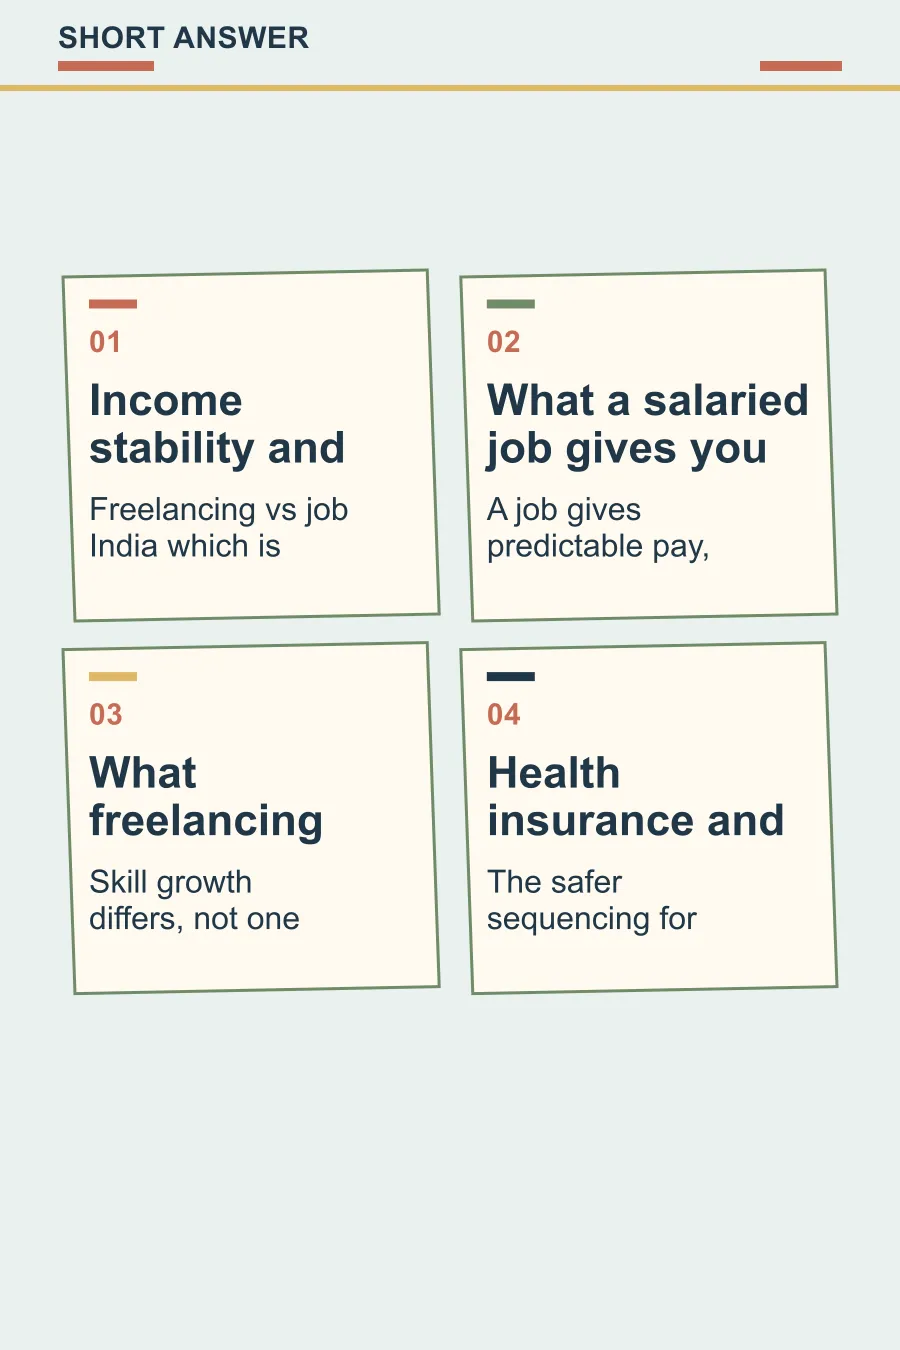 SHORT ANSWER
01
Income
stability and
Freelancing vs job
India which is
02
What a salaried
job gives you
A job gives
predictable pay,
03
What
freelancing
Skill growth
differs, not one
04
Health
insurance and
The safer
sequencing for